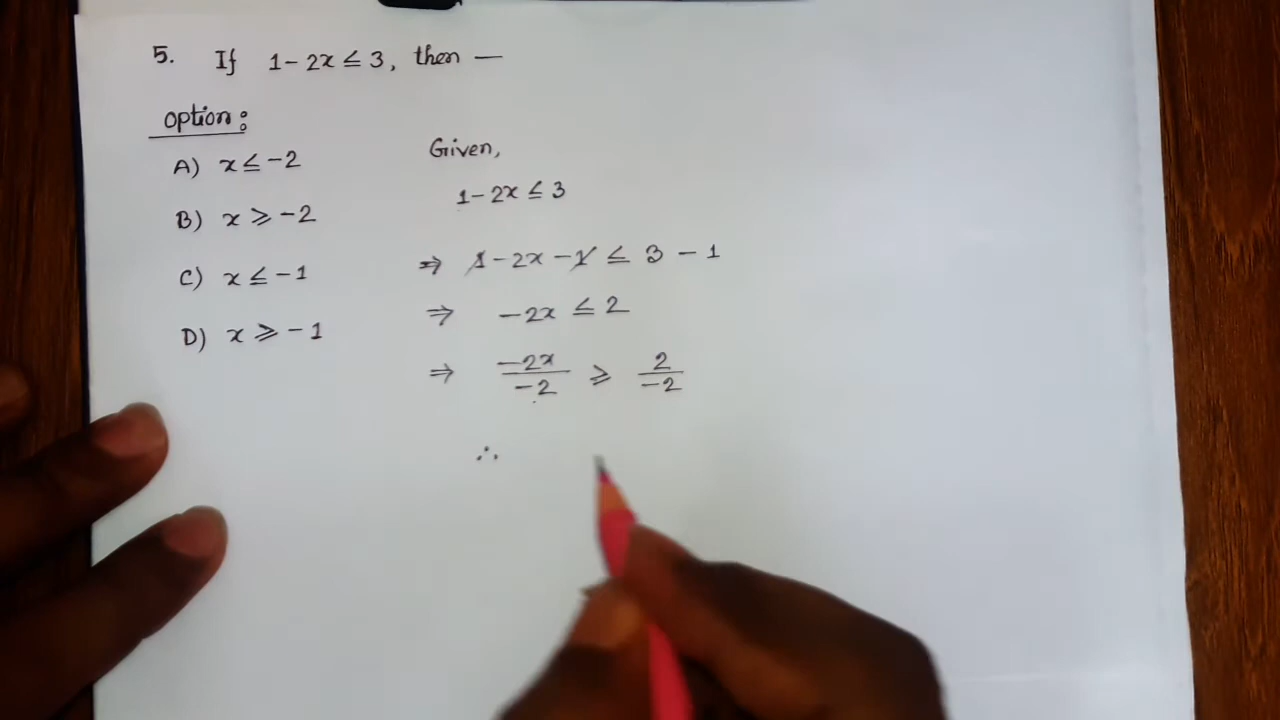 5. If 1 - 2x ≤ 3, then —
Option:
A) x ≤ -2
B) x ⩾ -2
C) x ≤ -1
D) x ⩾ -1
Given,
1 - 2x ≤ 3
⇒ 1 - 2x - 1 ≤ 3 - 1
⇒ -2x ≤ 2
⇒ -2x/-2 ⩾ 2/-2
∴